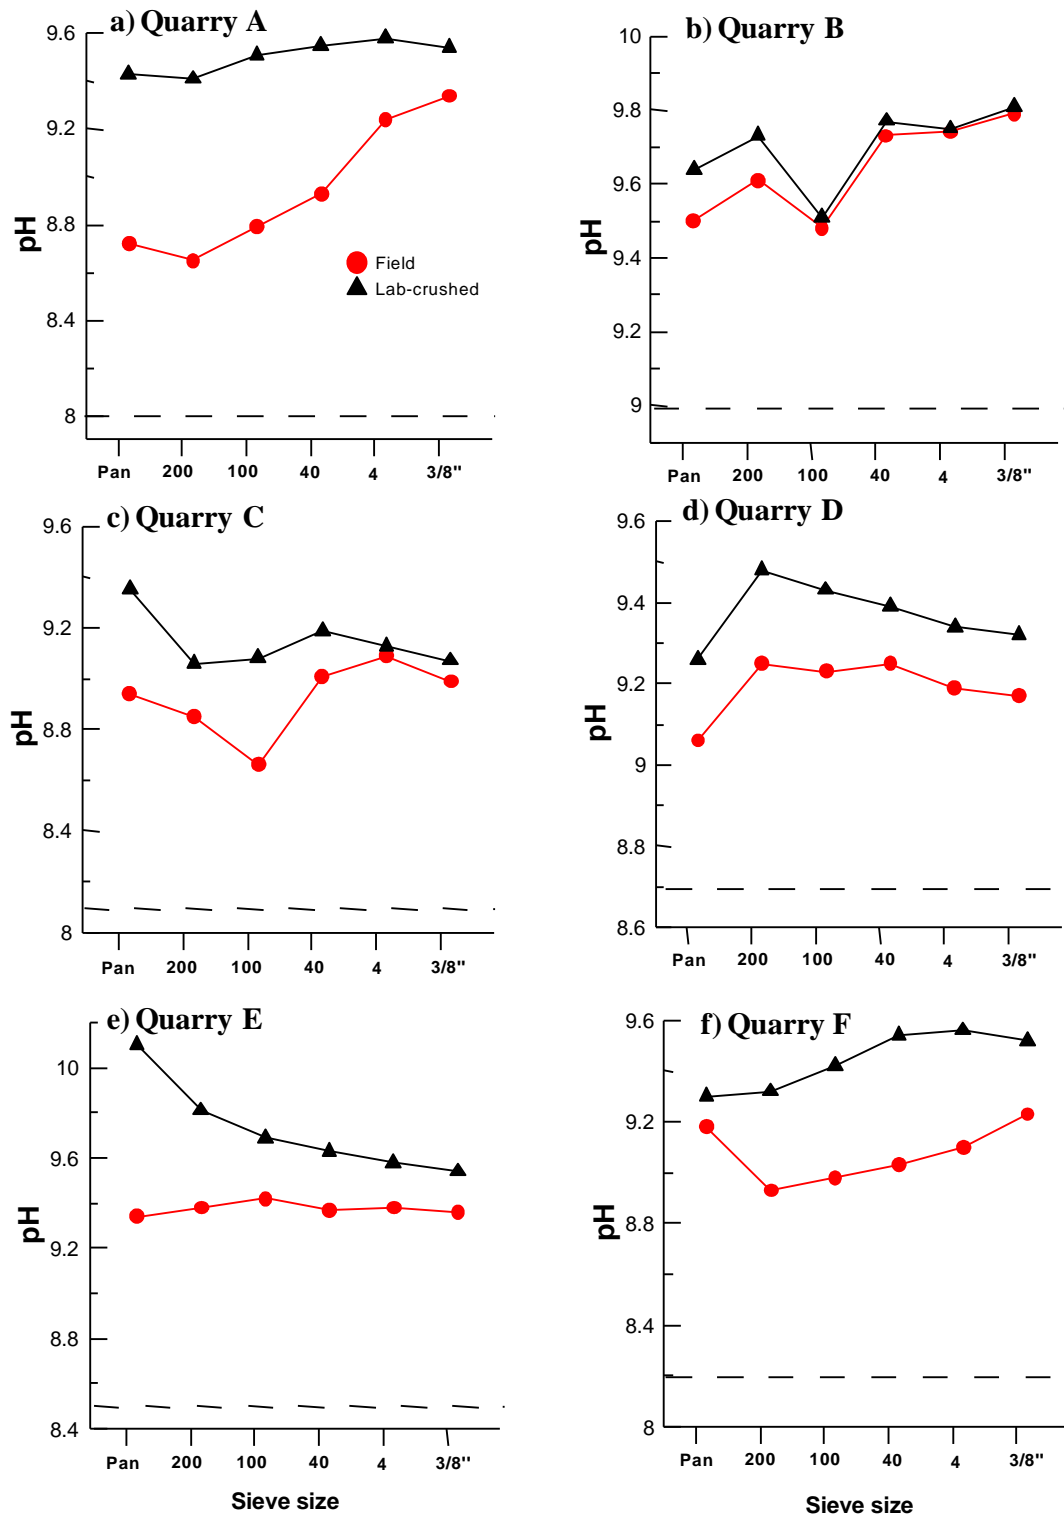 a) Quarry A
9.6
9.2
8.8
8.4
8
pH
Field
Lab-crushed
Pan 200 100 40 4 3/8"
b) Quarry B
10
9.8
9.6
9.4
9.2
9
pH
Pan 200 100 40 4 3/8"
c) Quarry C
9.6
9.2
8.8
8.4
8
pH
Pan 200 100 40 4 3/8"
d) Quarry D
9.6
9.4
9.2
9
8.8
8.6
pH
Pan 200 100 40 4 3/8"
e) Quarry E
10
9.6
9.2
8.8
8.4
pH
Pan 200 100 40 4 3/8"
Sieve size
f) Quarry F
9.6
9.2
8.8
8.4
8
pH
Pan 200 100 40 4 3/8"
Sieve size